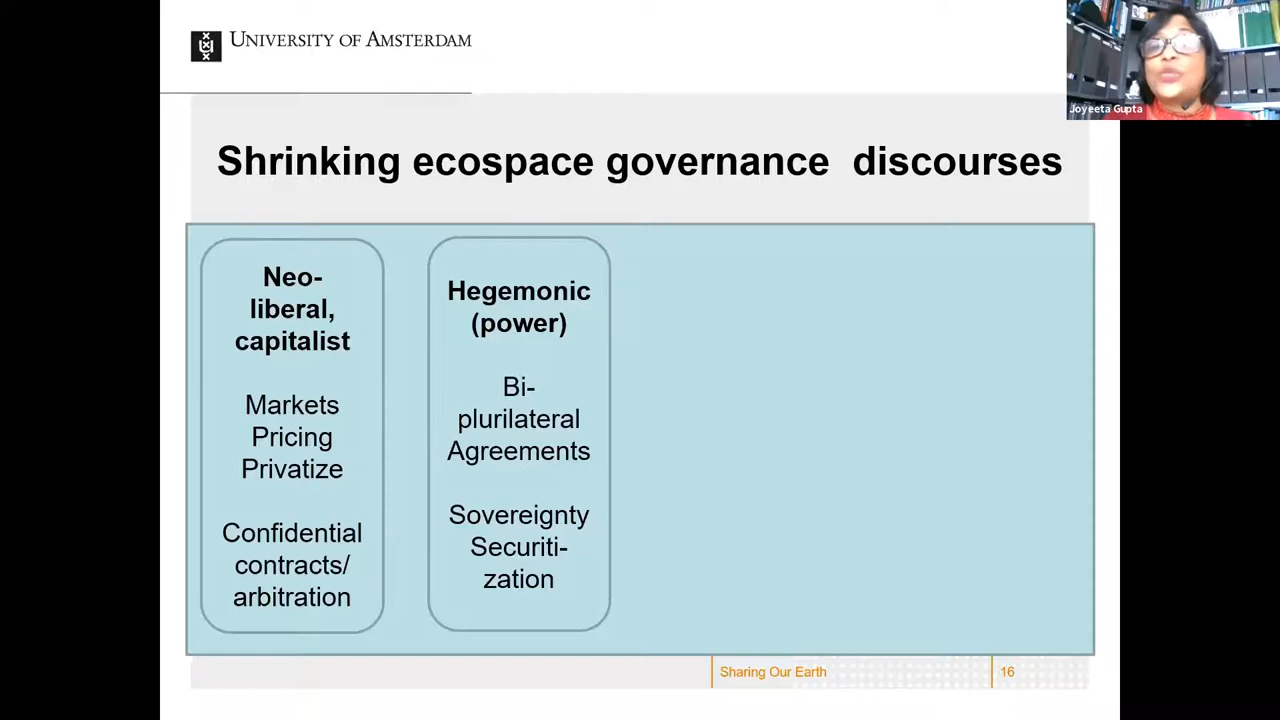 UNIVERSITY OF AMSTERDAM
Joyeeta Gupta
Shrinking ecospace governance discourses
Neo-
liberal,
capitalist
Markets
Pricing
Privatize
Confidential
contracts/
arbitration
Hegemonic
(power)
Bi-
plurilateral
Agreements
Sovereignty
Securiti-
zation
Sharing Our Earth
16